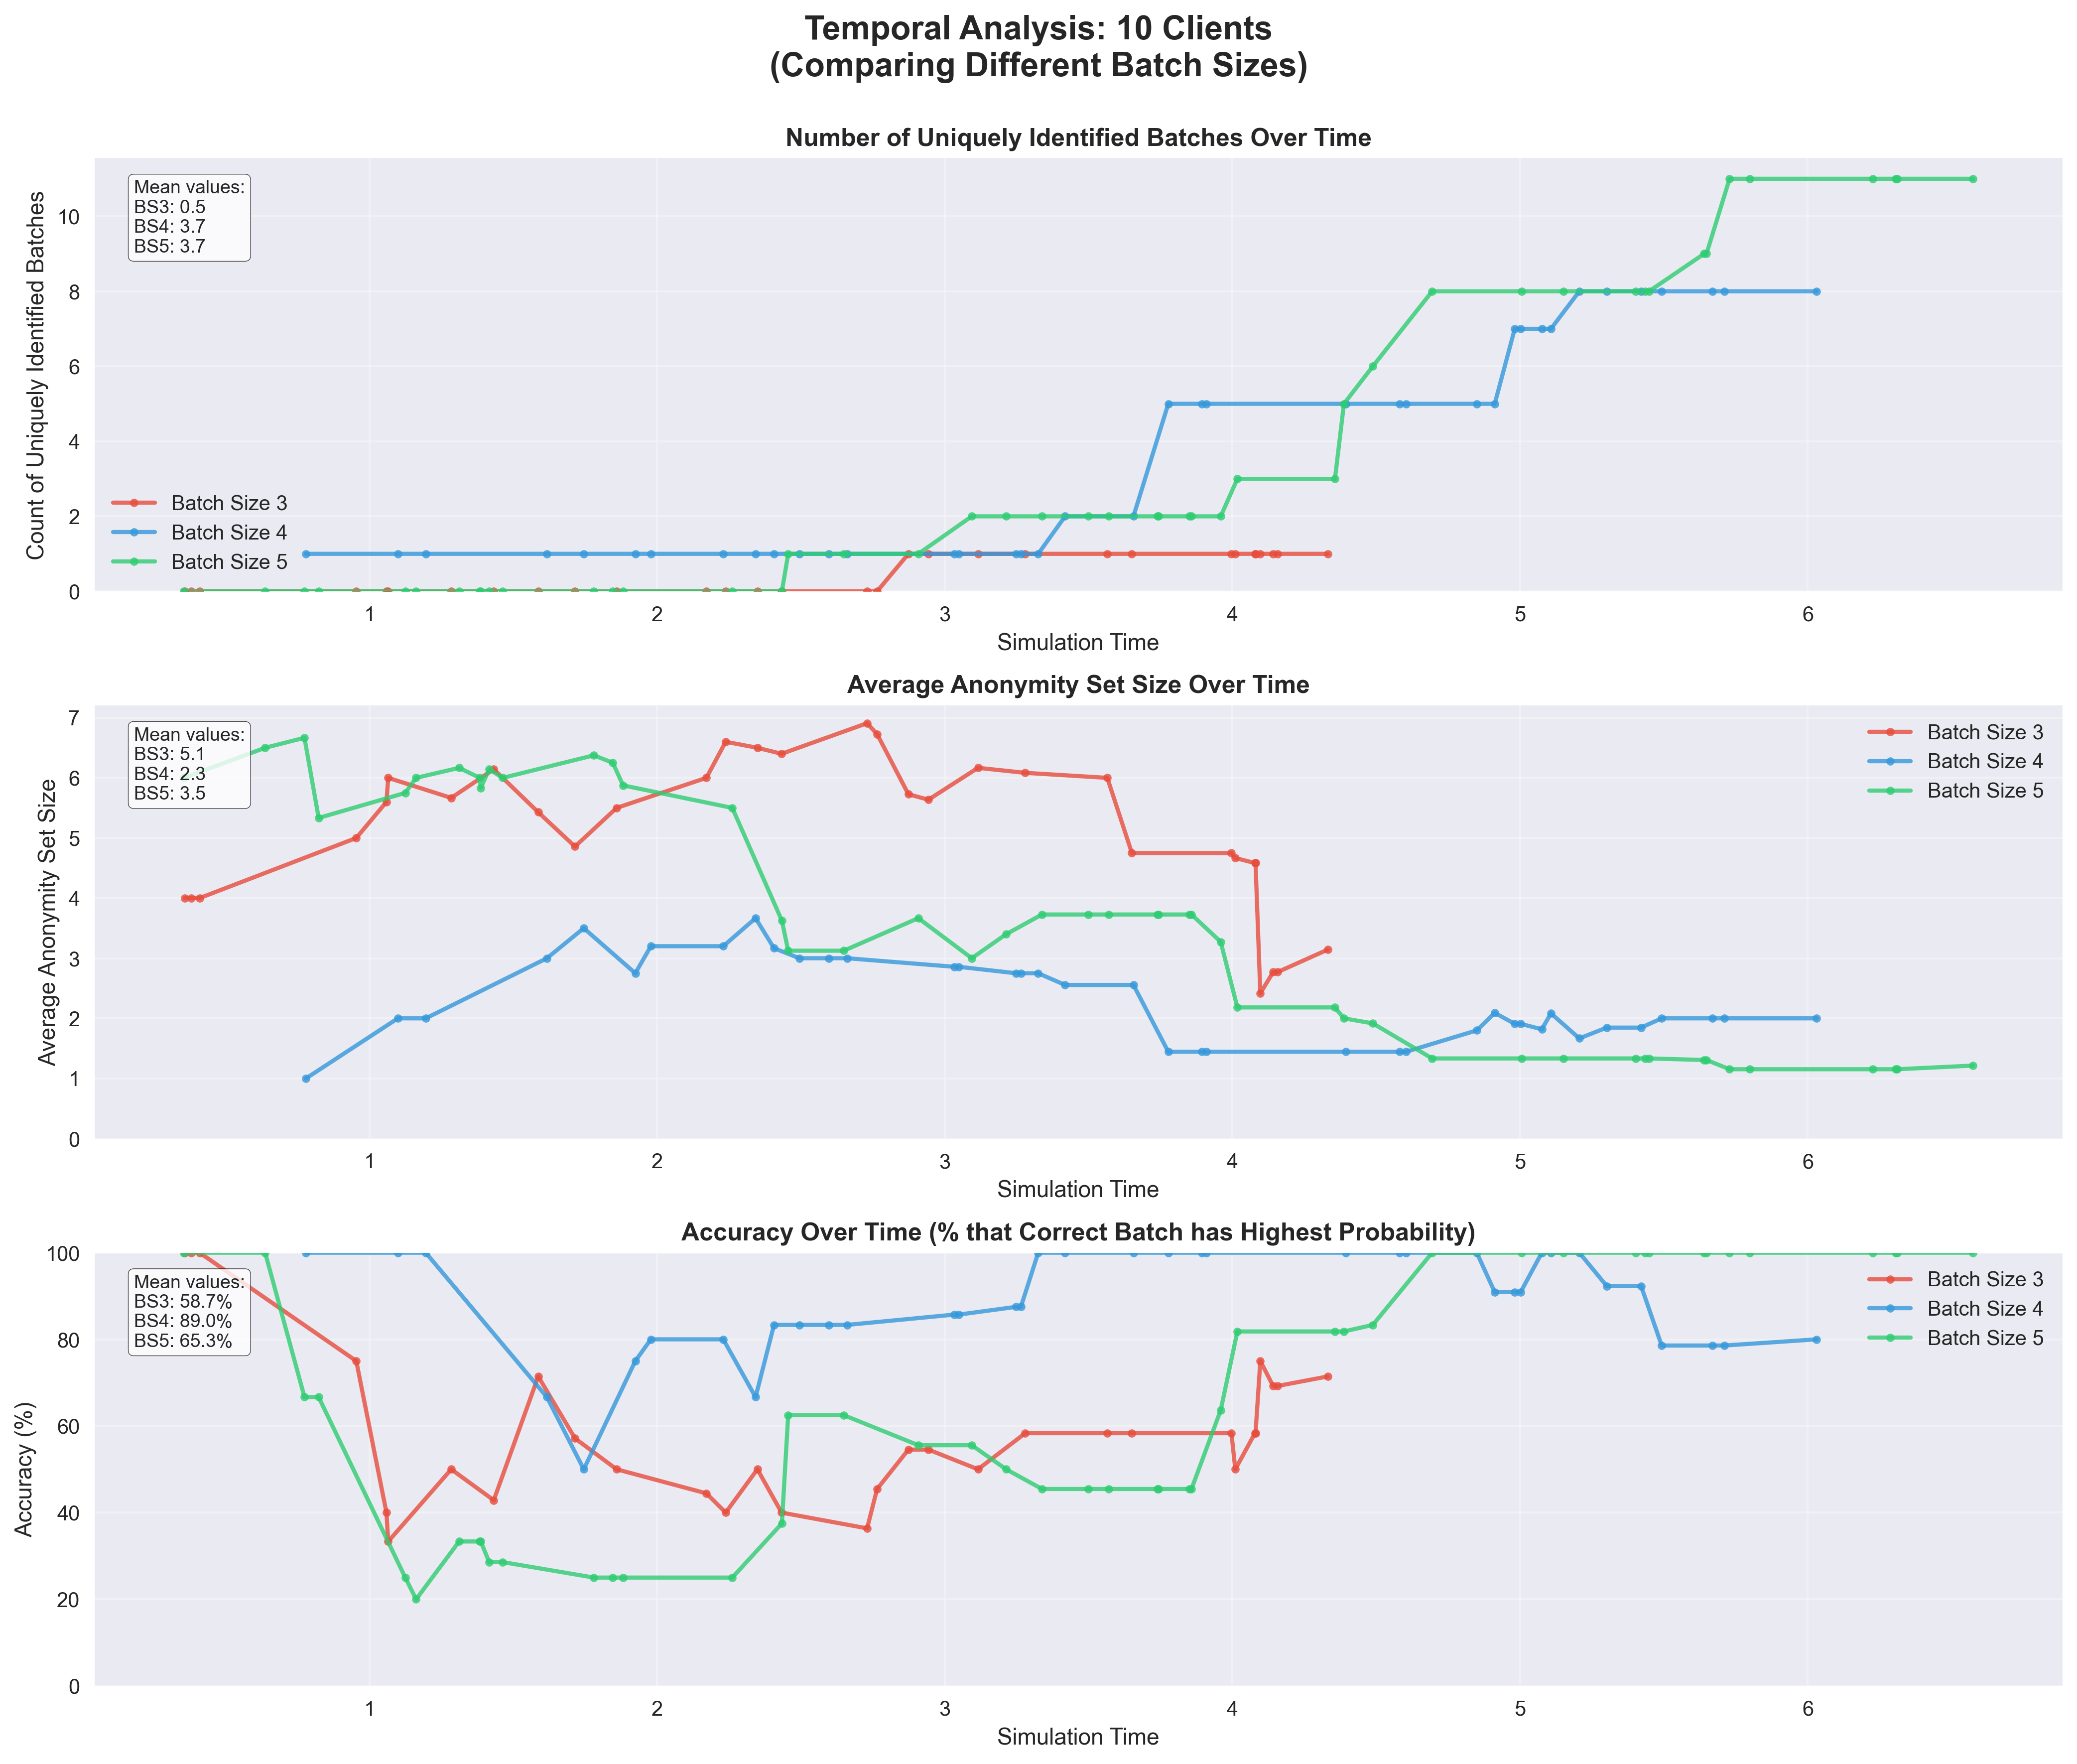 Temporal Analysis: 10 Clients
(Comparing Different Batch Sizes)
Number of Uniquely Identified Batches Over Time
Count of Uniquely Identified Batches
10
8
6
4
2
0
Mean values:
BS3: 0.5
BS4: 3.7
BS5: 3.7
Batch Size 3
Batch Size 4
Batch Size 5
1 2 3 4 5 6
Simulation Time
Average Anonymity Set Size Over Time
Average Anonymity Set Size
7
6
5
4
3
2
1
0
Mean values:
BS3: 5.1
BS4: 2.3
BS5: 3.5
Batch Size 3
Batch Size 4
Batch Size 5
1 2 3 4 5 6
Simulation Time
Accuracy Over Time (% that Correct Batch has Highest Probability)
Accuracy (%)
100
80
60
40
20
0
Mean values:
BS3: 58.7%
BS4: 89.0%
BS5: 65.3%
Batch Size 3
Batch Size 4
Batch Size 5
1 2 3 4 5 6
Simulation Time